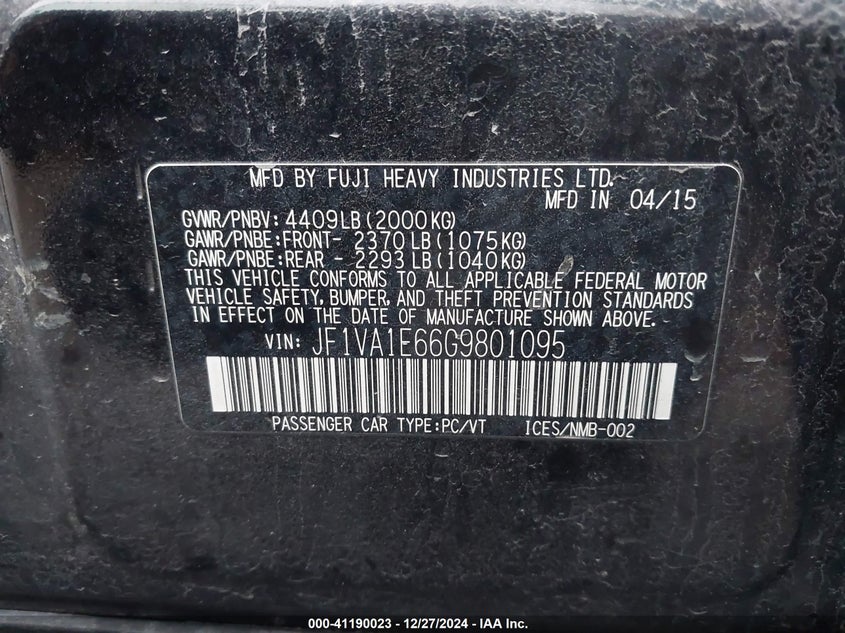 MFD BY FUJI HEAVY INDUSTRIES LTD.
MFD IN 04/15
GVWR/PNBV: 4409LB(2000KG)
GAWR/PNBE:FRONT- 2370LB(1075KG)
GAWR/PNBE:REAR - 2293LB(1040KG)
THIS VEHICLE CONFORMS TO ALL APPLICABLE FEDERAL MOTOR
VEHICLE SAFETY, BUMPER, AND THEFT PREVENTION STANDARDS
IN EFFECT ON THE DATE OF MANUFACTURE SHOWN ABOVE.
VIN: JF1VA1E66G9801095
PASSENGER CAR TYPE:PC/VT ICES/NMB-002
000-41190023 - 12/27/2024 - IAA Inc.